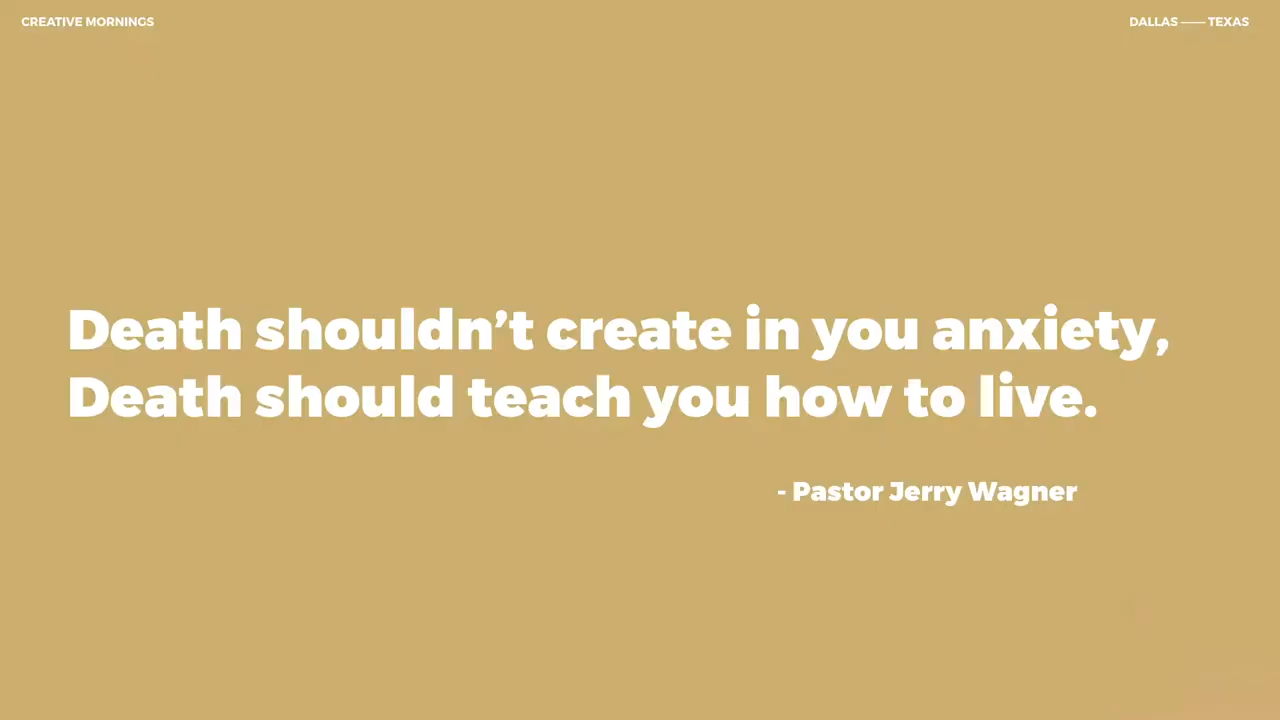 CREATIVE MORNINGS
DALLAS —— TEXAS
Death shouldn’t create in you anxiety,
Death should teach you how to live.
- Pastor Jerry Wagner